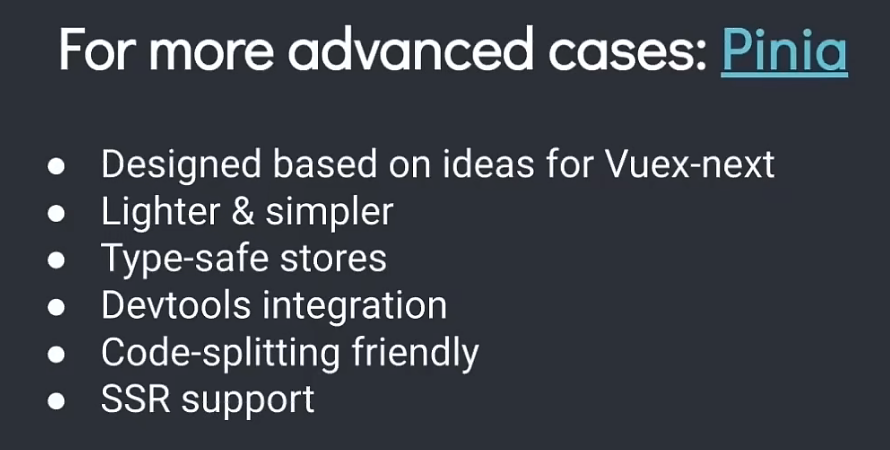 For more advanced cases: Pinia
● Designed based on ideas for Vuex-next
● Lighter & simpler
● Type-safe stores
● Devtools integration
● Code-splitting friendly
● SSR support